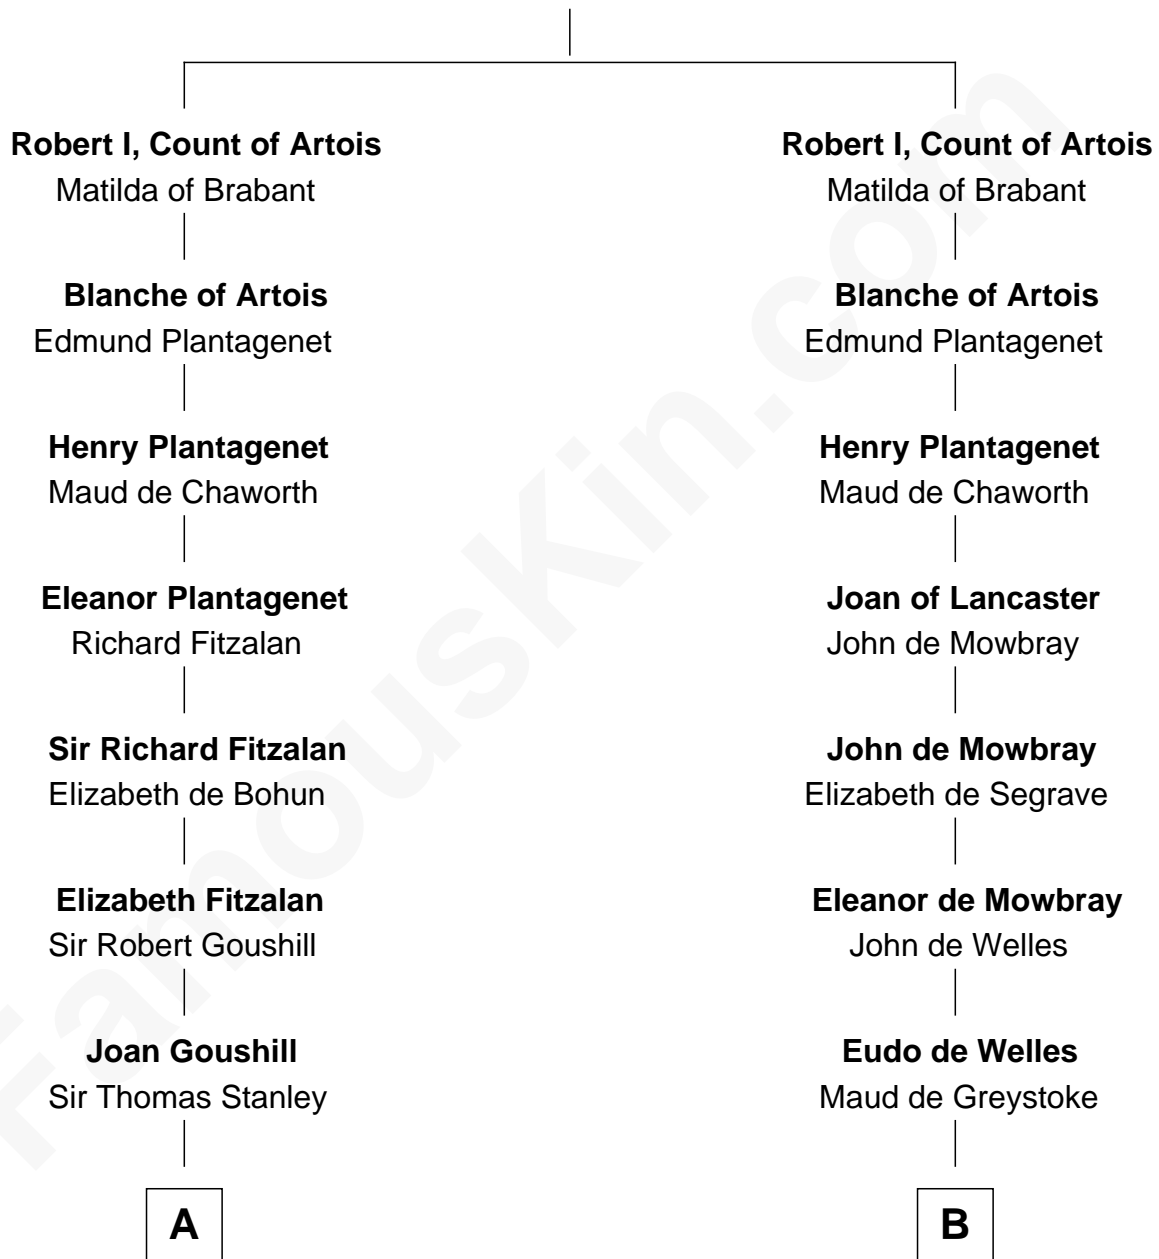 Robert I, Count of Artois
Matilda of Brabant
Blanche of Artois
Edmund Plantagenet
Henry Plantagenet
Maud de Chaworth
Eleanor Plantagenet
Richard Fitzalan
Sir Richard Fitzalan
Elizabeth de Bohun
Elizabeth Fitzalan
Sir Robert Goushill
Joan Goushill
Sir Thomas Stanley
A
Robert I, Count of Artois
Matilda of Brabant
Blanche of Artois
Edmund Plantagenet
Henry Plantagenet
Maud de Chaworth
Joan of Lancaster
John de Mowbray
John de Mowbray
Elizabeth de Segrave
Eleanor de Mowbray
John de Welles
Eudo de Welles
Maud de Greystoke
B
FamousKin.com